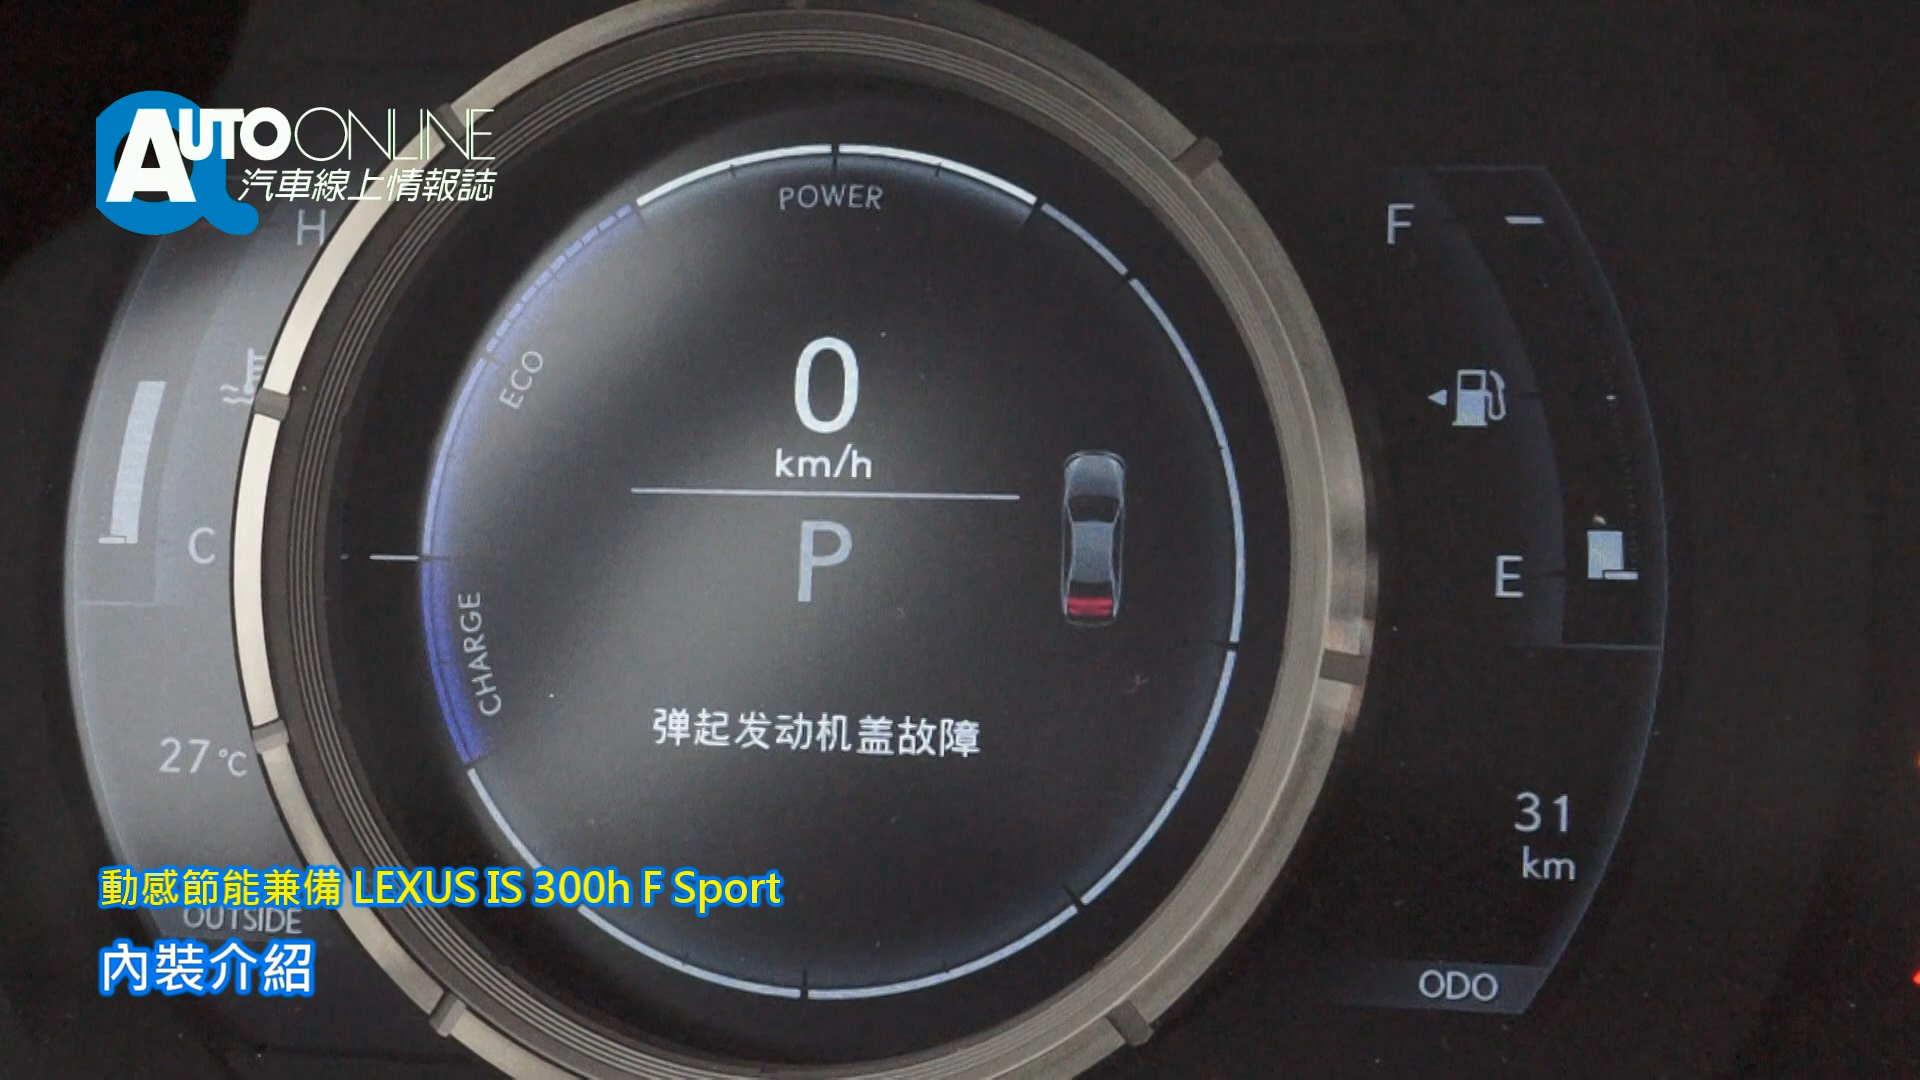 AUTOONLINE
汽車線上情報誌
H
POWER
F
ECO
0
km/h
C
P
E
CHARGE
弹起发动机盖故障
27℃
31
km
動感節能兼備 LEXUS IS 300h F Sport
OUTSIDE
內裝介紹
ODO